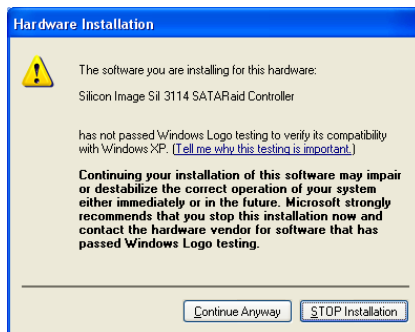 Hardware Installation
The software you are installing for this hardware:
Silicon Image SiI 3114 SATARaid Controller
has not passed Windows Logo testing to verify its compatibility
with Windows XP. (Tell me why this testing is important.)
Continuing your installation of this software may impair
or destabilize the correct operation of your system
either immediately or in the future. Microsoft strongly
recommends that you stop this installation now and
contact the hardware vendor for software that has
passed Windows Logo testing.
Continue Anyway
STOP Installation